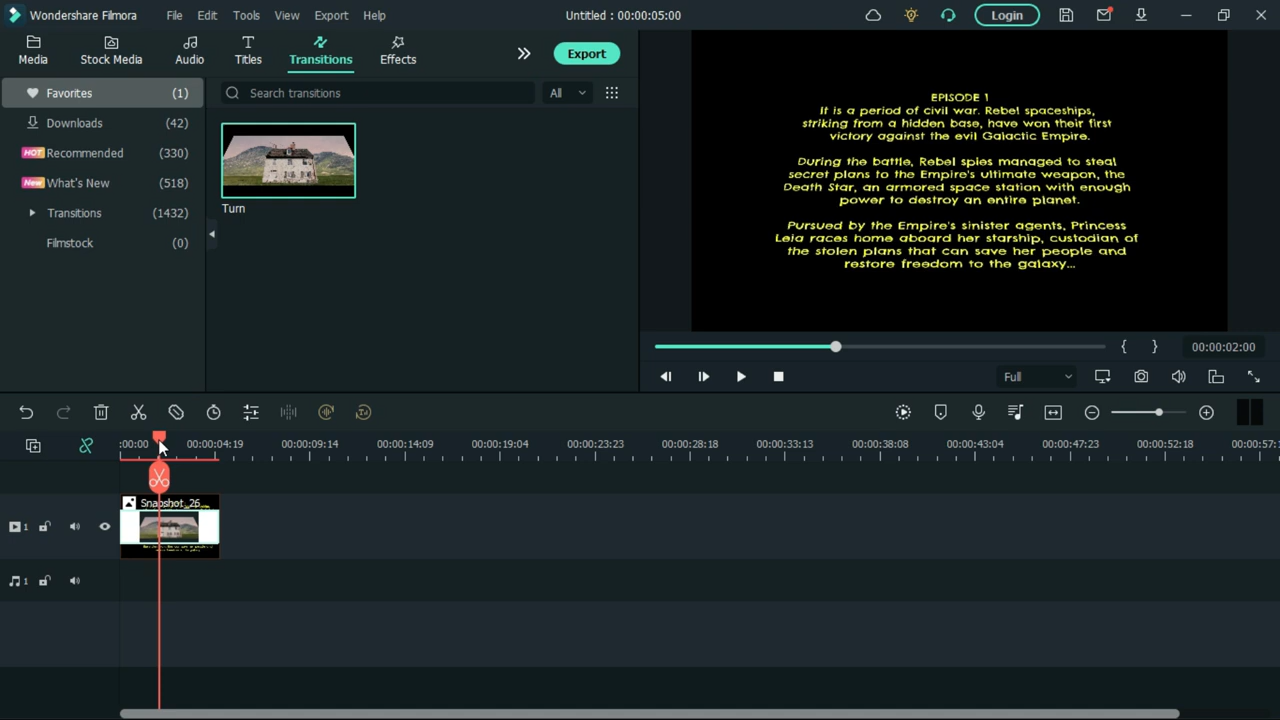 Wondershare Filmora File Edit Tools View Export Help Untitled : 00:00:05:00 Login
Media Stock Media Audio Titles Transitions Effects Export
Favorites (1)
Downloads (42)
HOT Recommended (330)
New What's New (518)
Transitions (1432)
Filmstock (0)
Search transitions All
Turn
EPISODE 1
It is a period of civil war. Rebel spaceships,
striking from a hidden base, have won their first
victory against the evil Galactic Empire.
During the battle, Rebel spies managed to steal
secret plans to the Empire's ultimate weapon, the
Death Star, an armored space station with enough
power to destroy an entire planet.
Pursued by the Empire's sinister agents, Princess
Leia races home aboard her starship, custodian of
the stolen plans that can save her people and
restore freedom to the galaxy...
{ } 00:00:02:00
Full
:00:00 00:00:04:19 00:00:09:14 00:00:14:09 00:00:19:04 00:00:23:23 00:00:28:18 00:00:33:13 00:00:38:08 00:00:43:04 00:00:47:23 00:00:52:18 00:00:57:1
Snapshot_26
1
1